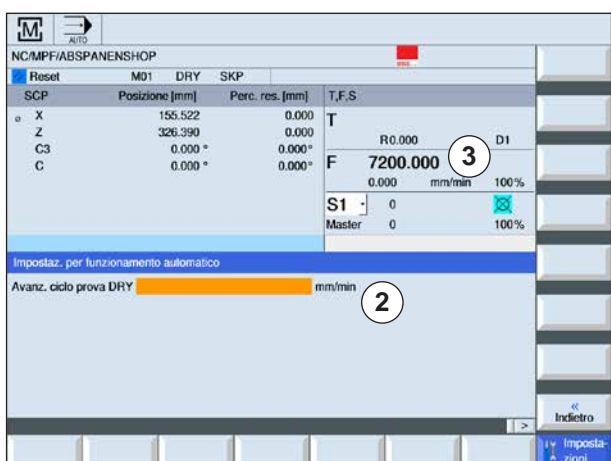 M
AUTO
NC/MPF/ABSPANENSHOP
Reset M01 DRY SKP
SCP Posizione [mm] Perc. res. [mm] T,F,S
ø X 155.522 0.000 T
Z 326.390 0.000 R0.000 D1
C3 0.000 ° 0.000° F 7200.000 3
C 0.000 ° 0.000° 0.000 mm/min 100%
S1 0
Master 0 100%
Impostaz. per funzionamento automatico
Avanz. ciclo prova DRY mm/min 2
«
Indietro
>
Imposta-
zioni